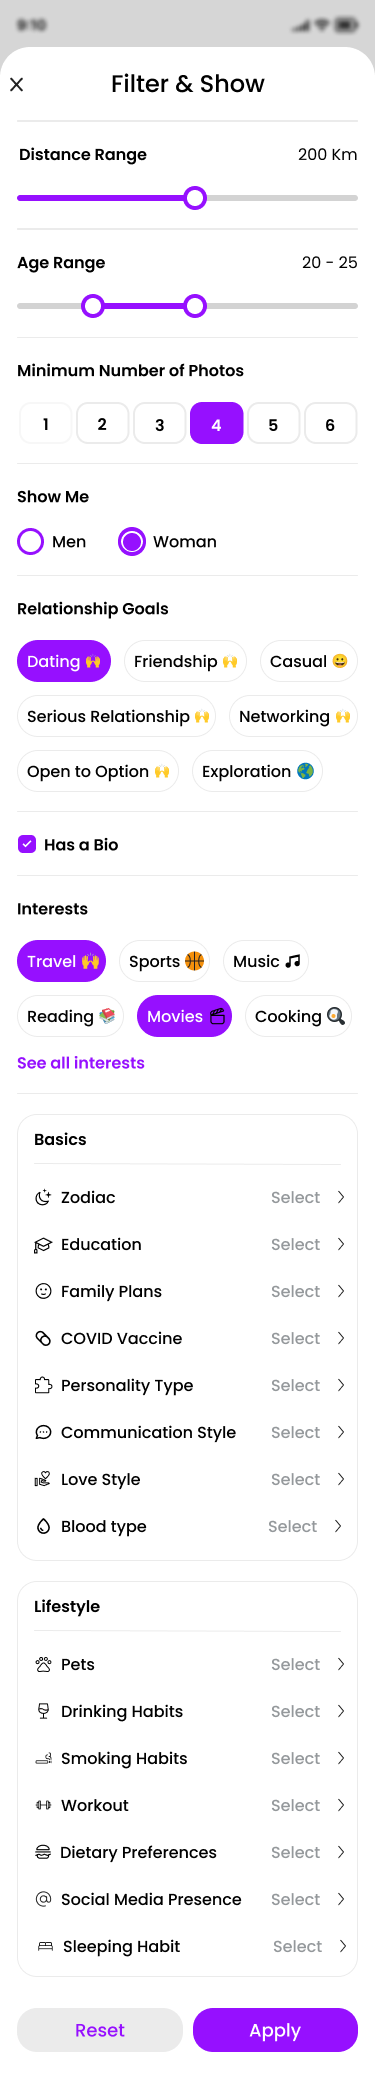 9:10
Filter & Show
Distance Range 200 Km
Age Range 20 - 25
Minimum Number of Photos
1 2 3 4 5 6
Show Me
Men Woman
Relationship Goals
Dating 🙌 Friendship 🙌 Casual 😀
Serious Relationship 🙌 Networking 🙌
Open to Option 🙌 Exploration 🌎
Has a Bio
Interests
Travel 🙌 Sports 🏀 Music 🎵
Reading 📚 Movies 🎬 Cooking 🍳
See all interests
Basics
Zodiac Select
Education Select
Family Plans Select
COVID Vaccine Select
Personality Type Select
Communication Style Select
Love Style Select
Blood type Select
Lifestyle
Pets Select
Drinking Habits Select
Smoking Habits Select
Workout Select
Dietary Preferences Select
Social Media Presence Select
Sleeping Habit Select
Reset Apply